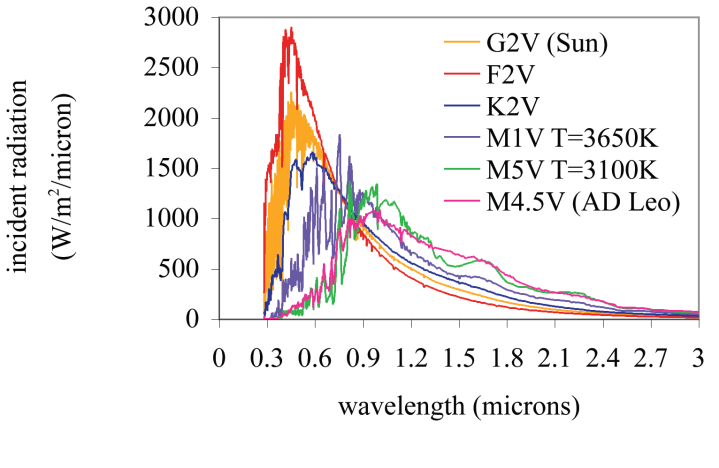 3000
2500
2000
1500
1000
500
0
incident radiation
(W/m²/micron)
G2V (Sun)
F2V
K2V
M1V T=3650K
M5V T=3100K
M4.5V (AD Leo)
0 0.3 0.6 0.9 1.2 1.5 1.8 2.1 2.4 2.7 3
wavelength (microns)